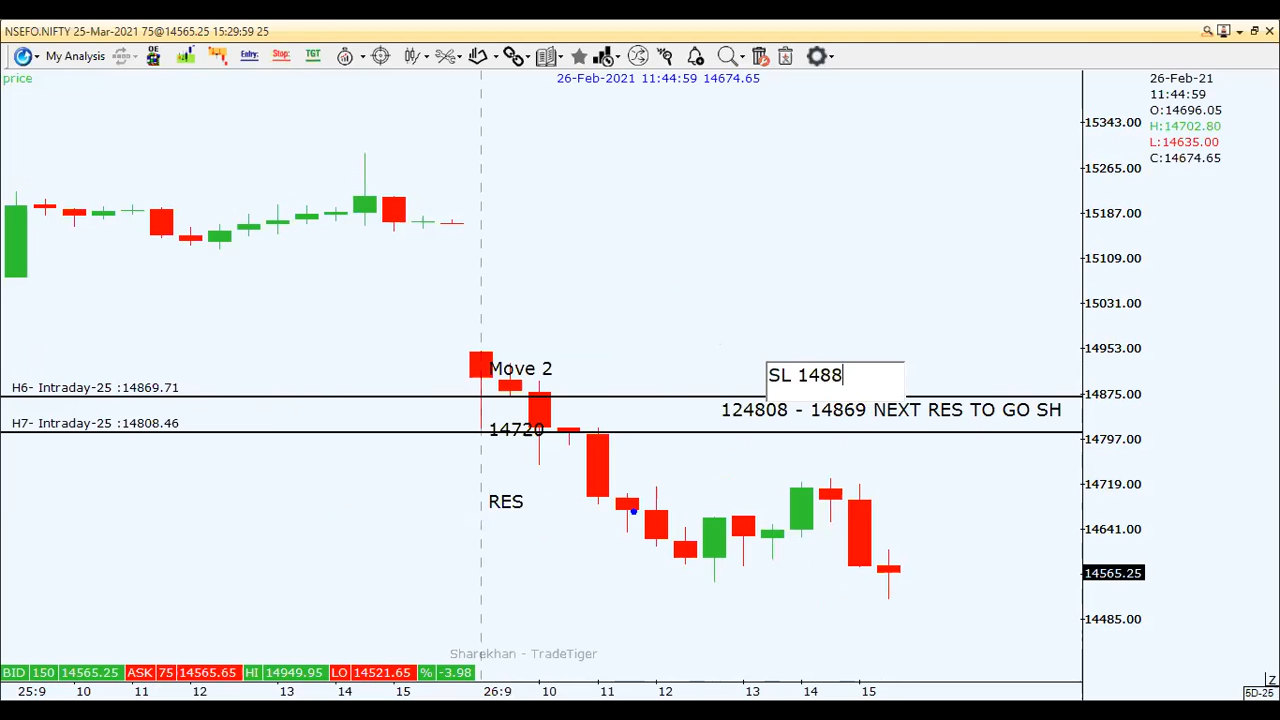 NSEFO.NIFTY 25-Mar-2021 75@14565.25 15:29:59 25
My Analysis OE Entry: Stop: TGT
price
26-Feb-2021 11:44:59 14674.65
26-Feb-21
11:44:59
O:14696.05
H:14702.80
L:14635.00
C:14674.65
15343.00
15265.00
15187.00
15109.00
15031.00
14953.00
14875.00
14797.00
14719.00
14641.00
14565.25
14485.00
Move 2
SL 1488
H6- Intraday-25 :14869.71
124808 - 14869 NEXT RES TO GO SH
H7- Intraday-25 :14808.46
14720
RES
Sharekhan - TradeTiger
BID 150 14565.25 ASK 75 14565.65 HI 14949.95 LO 14521.65 % -3.98
Z
25:9 10 11 12 13 14 15 26:9 10 11 12 13 14 15
5D-25